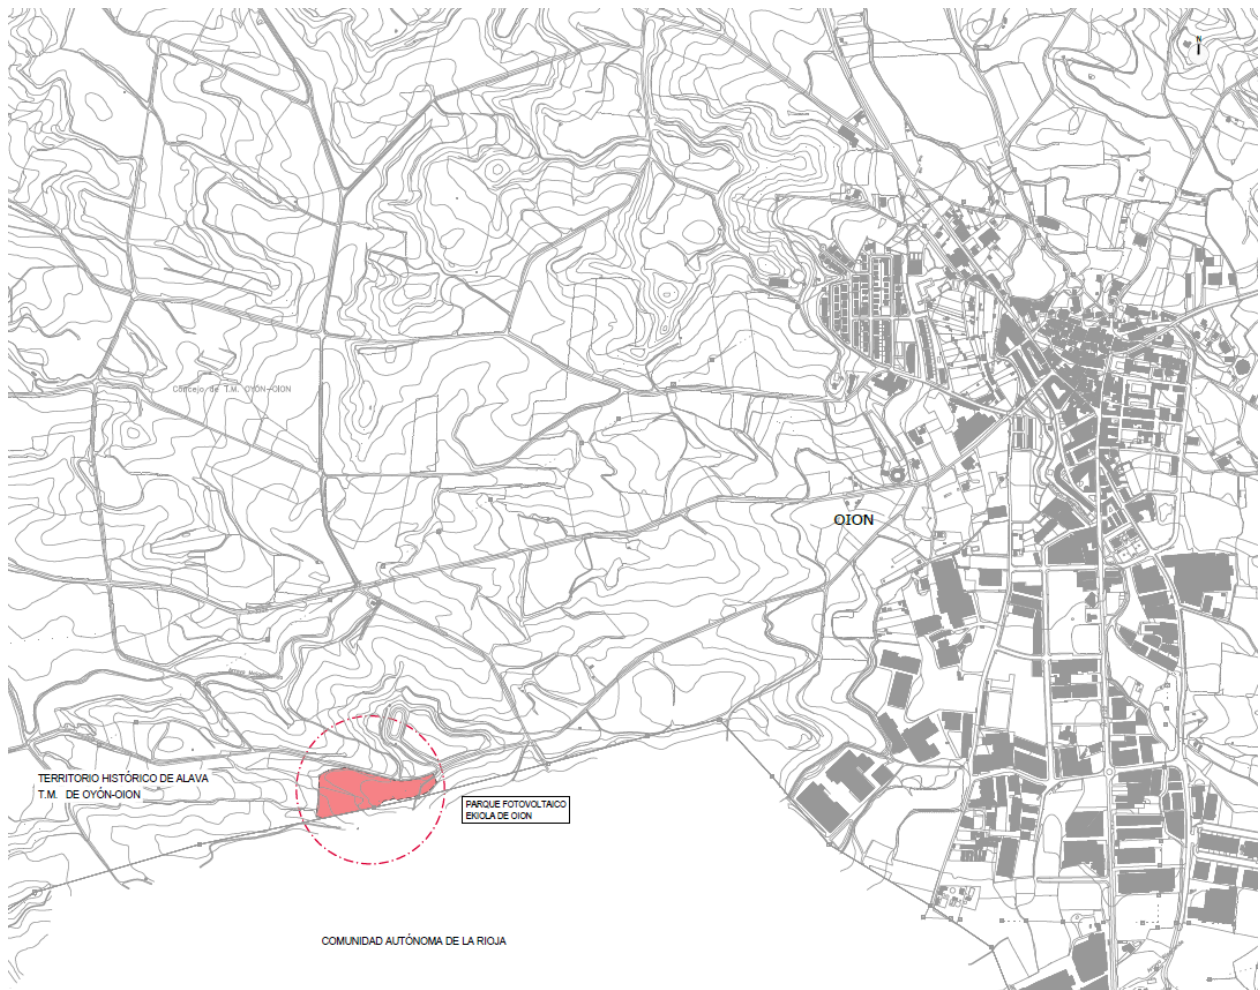 N
Concejo de T.M. OYÓN-OION
OION
TERRITORIO HISTÓRICO DE ALAVA
T.M. DE OYÓN-OION
PARQUE FOTOVOLTAICO
EKIOLA DE OION
COMUNIDAD AUTÓNOMA DE LA RIOJA